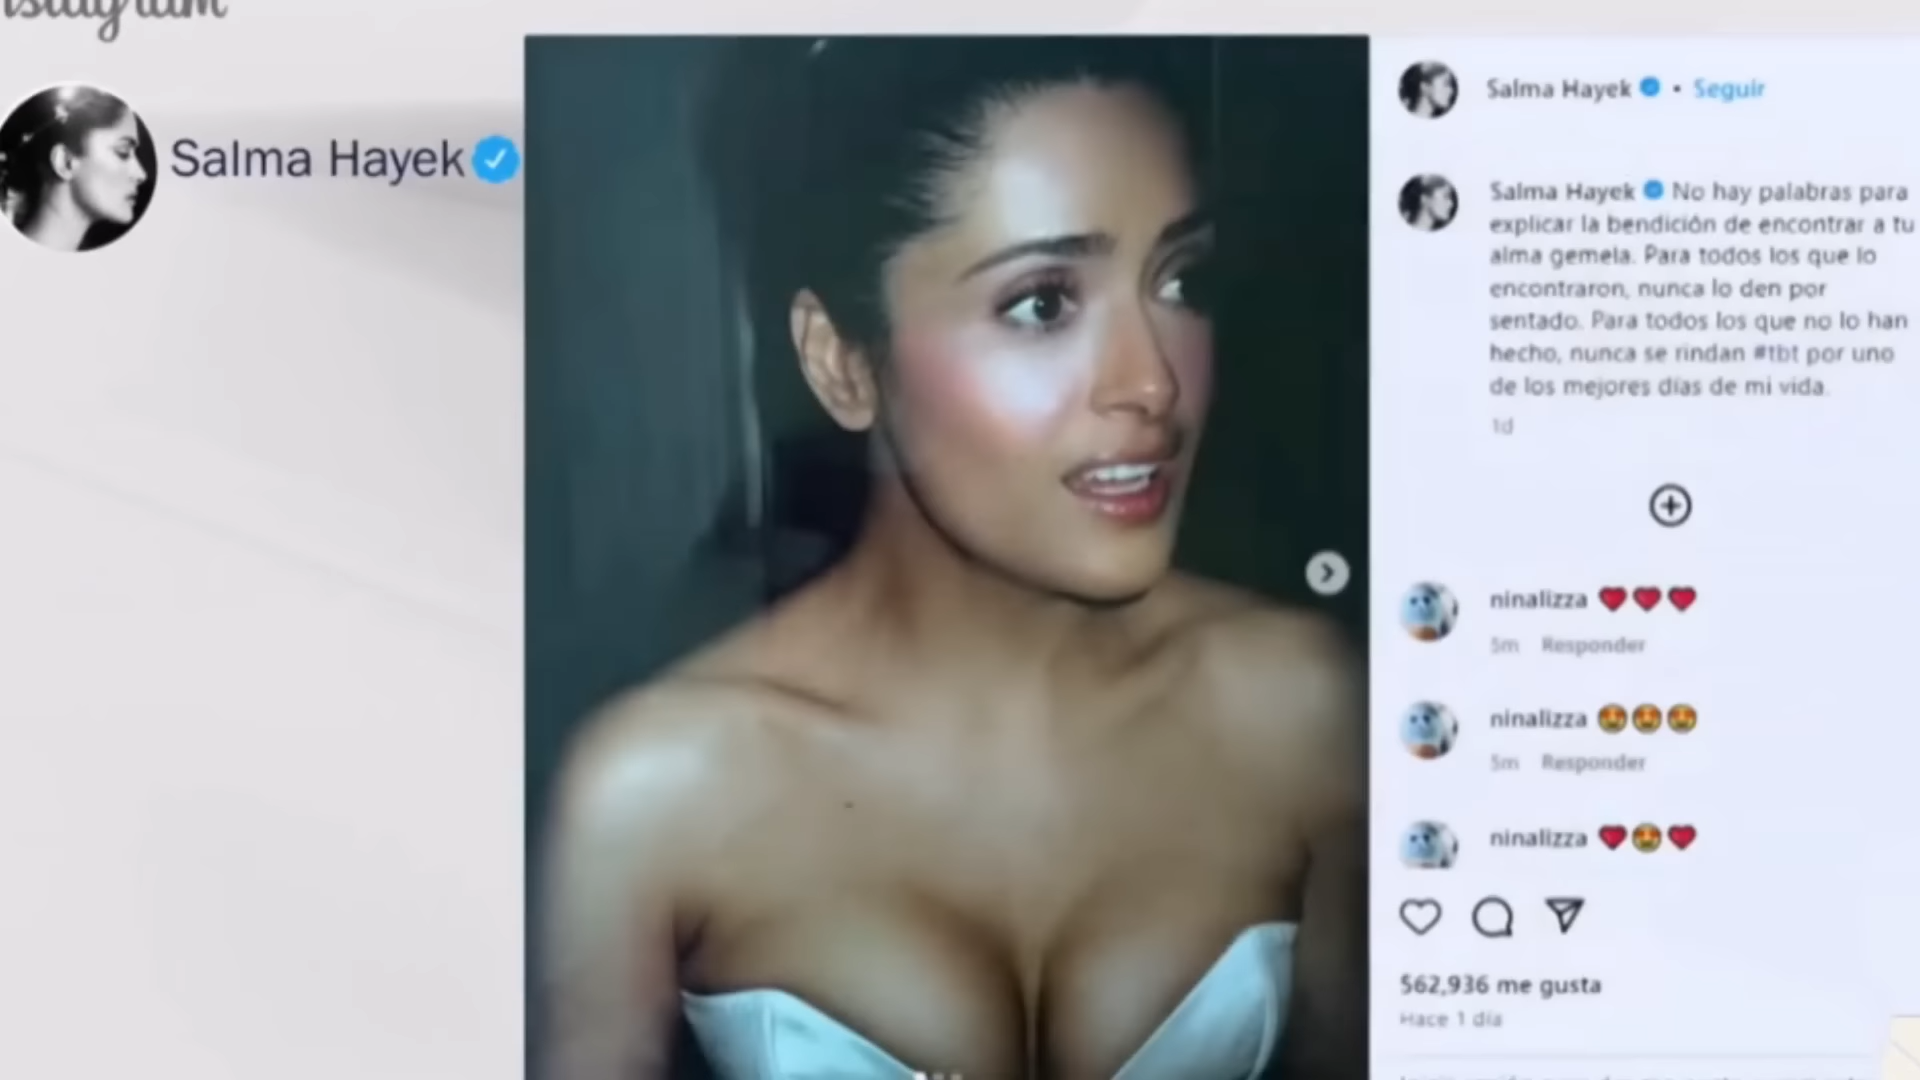 Instagram
Salma Hayek
Salma Hayek • Seguir
Salma Hayek No hay palabras para
explicar la bendición de encontrar a tu
alma gemela. Para todos los que lo
encontraron, nunca lo den por
sentado. Para todos los que no lo han
hecho, nunca se rindan #tbt por uno
de los mejores días de mi vida.
1d
ninalizza ❤️❤️❤️
5m Responder
ninalizza 😍😍😍
5m Responder
ninalizza ❤️😍❤️
562,936 me gusta
Hace 1 día